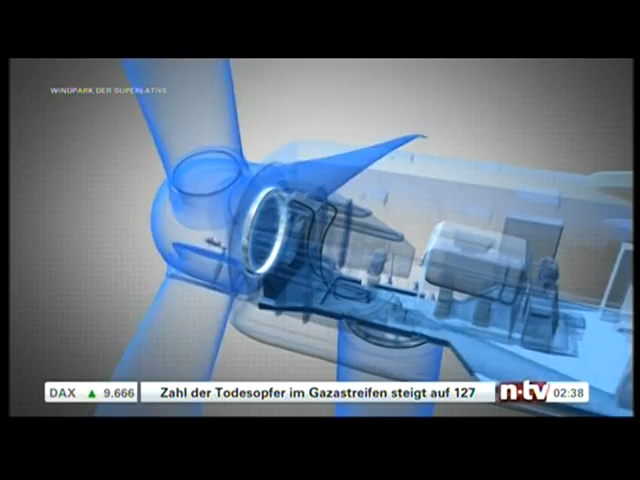 WINDPARK DER SUPERLATIVE
DAX ▲ 9.666 Zahl der Todesopfer im Gazastreifen steigt auf 127 n-tv 02:38